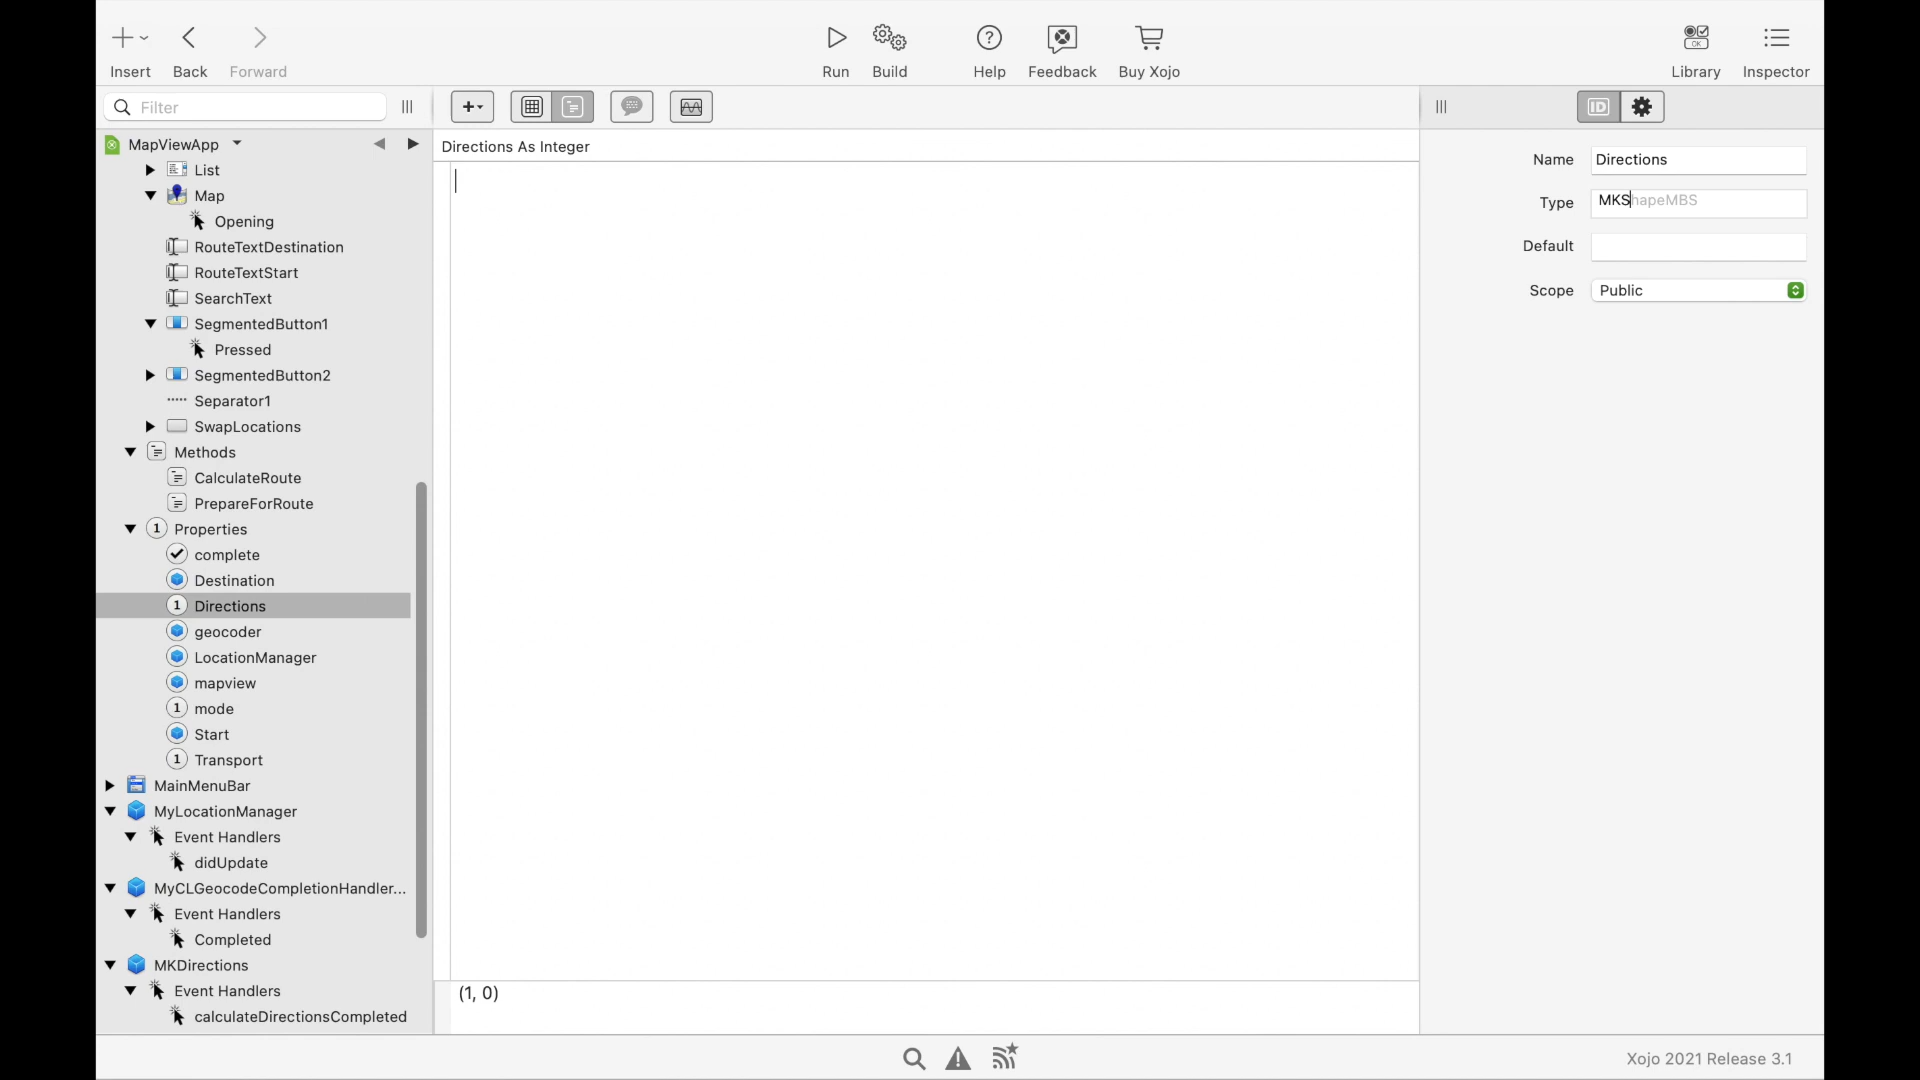 Insert
Back
Forward
Run
Build
Help
Feedback
Buy Xojo
Library
Inspector
Filter
ID
MapViewApp
List
Map
Opening
RouteTextDestination
RouteTextStart
SearchText
SegmentedButton1
Pressed
SegmentedButton2
Separator1
SwapLocations
Methods
CalculateRoute
PrepareForRoute
Properties
complete
Destination
Directions
geocoder
LocationManager
mapview
mode
Start
Transport
MainMenuBar
MyLocationManager
Event Handlers
didUpdate
MyCLGeocodeCompletionHandler...
Event Handlers
Completed
MKDirections
Event Handlers
calculateDirectionsCompleted
Directions As Integer
(1, 0)
Name Directions
Type MKShapeMBS
Default
Scope Public
Xojo 2021 Release 3.1